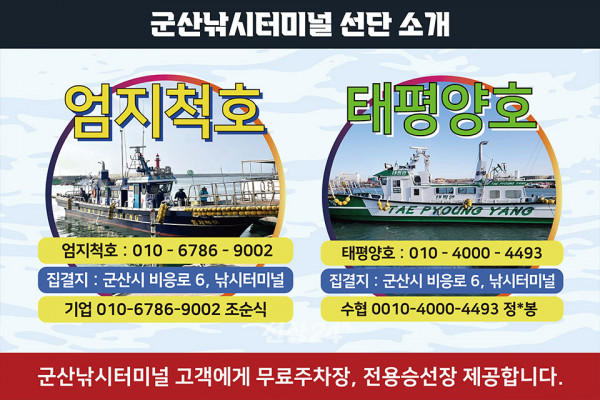 군산낚시터미널 선단 소개
엄지척호
태평양호
TAE PYOUNG YANG
엄지척호 : 010 - 6786 - 9002
집결지 : 군산시 비응로 6, 낚시터미널
기업 010-6786-9002 조순식
태평양호 : 010 - 4000 - 4493
집결지 : 군산시 비응로 6, 낚시터미널
수협 0010-4000-4493 정*봉
군산낚시터미널 고객에게 무료주차장, 전용승선장 제공합니다.